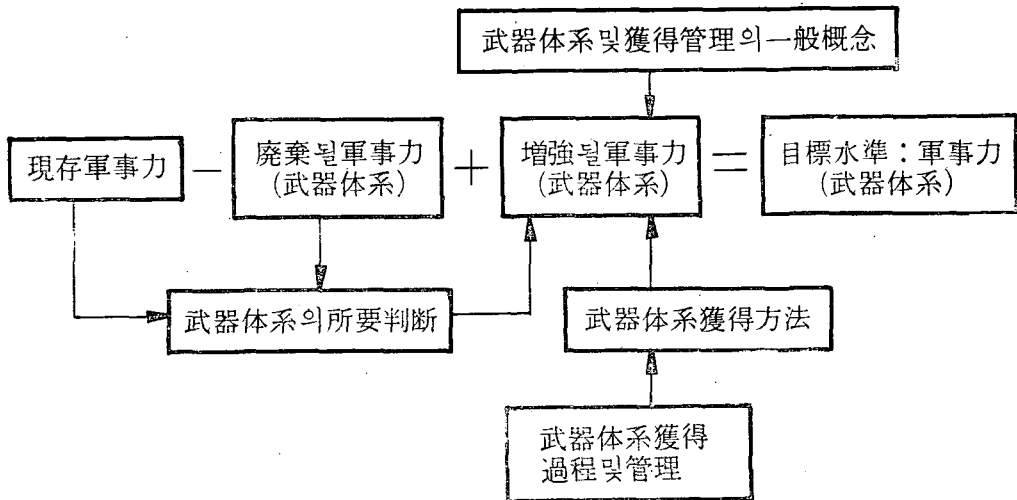 武器体系및獲得管理의一般概念
現存軍事力
−
廃棄될軍事力
(武器体系)
+
増強될軍事力
(武器体系)
=
目標水準：軍事力
(武器体系)
武器体系의所要判断
武器体系獲得方法
武器体系獲得
過程및管理